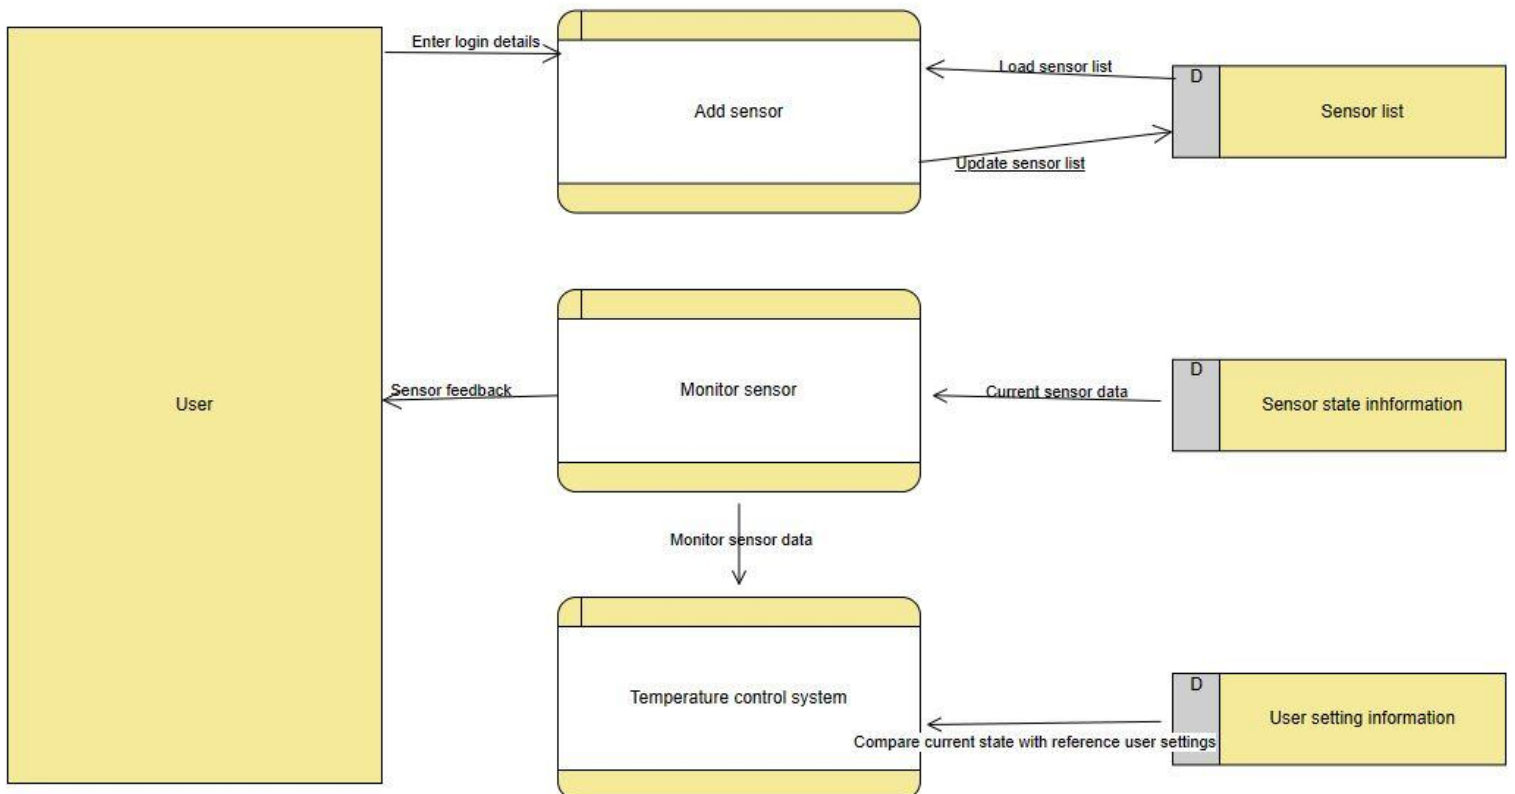 Enter login details
Add sensor
Load sensor list
D
Sensor list
Update sensor list
User
Sensor feedback
Monitor sensor
Current sensor data
D
Sensor state inhformation
Monitor sensor data
Temperature control system
D
User setting information
Compare current state with reference user settings